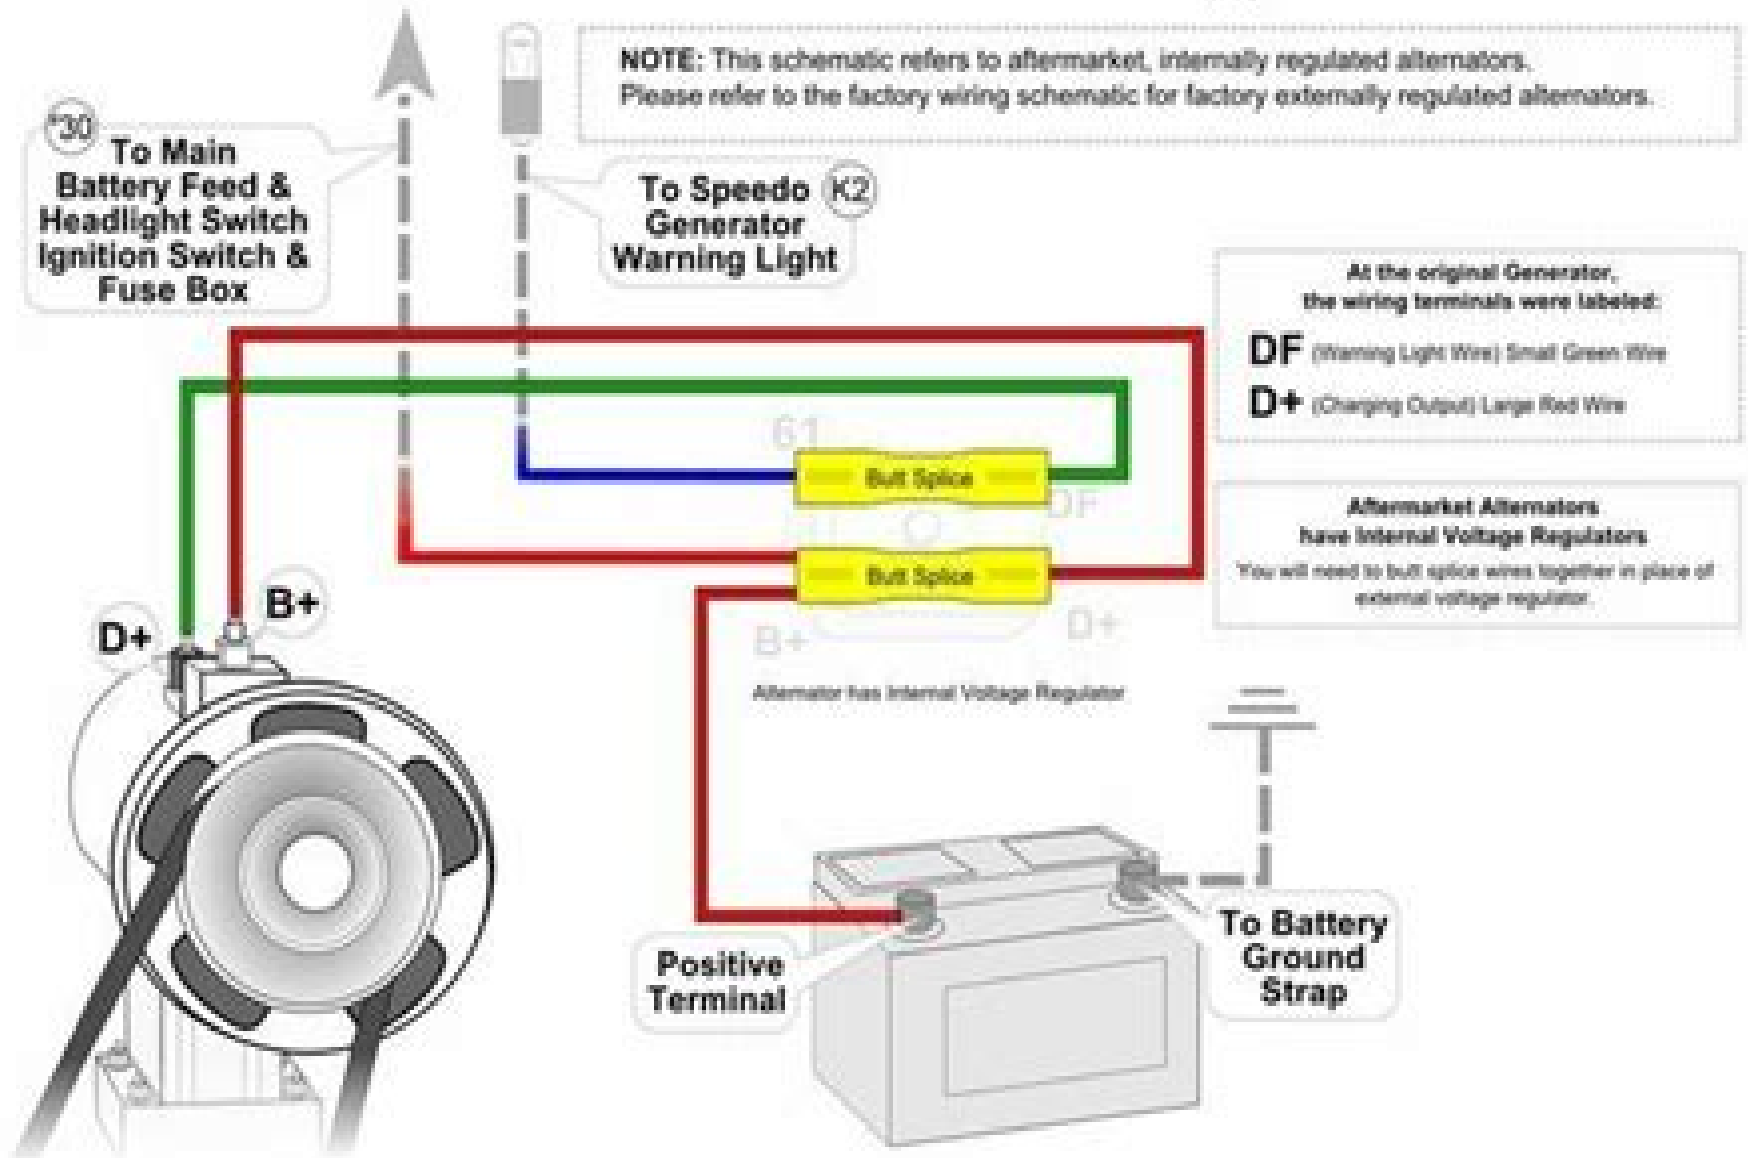 NOTE: This schematic refers to aftermarket, internally regulated alternators.
Please refer to the factory wiring schematic for factory externally regulated alternators.
*30
To Main
Battery Feed &
Headlight Switch
Ignition Switch &
Fuse Box
To Speedo K2
Generator
Warning Light
At the original Generator,
the wiring terminals were labeled:
DF (Warning Light Wire) Small Green Wire
D+ (Charging Output) Large Red Wire
61
Butt Splice
DF
Aftermarket Alternators
have Internal Voltage Regulators
You will need to butt splice wires together in place of
external voltage regulator.
Butt Splice
B+
D+
B+
D+
Alternator has Internal Voltage Regulator
Positive
Terminal
To Battery
Ground
Strap